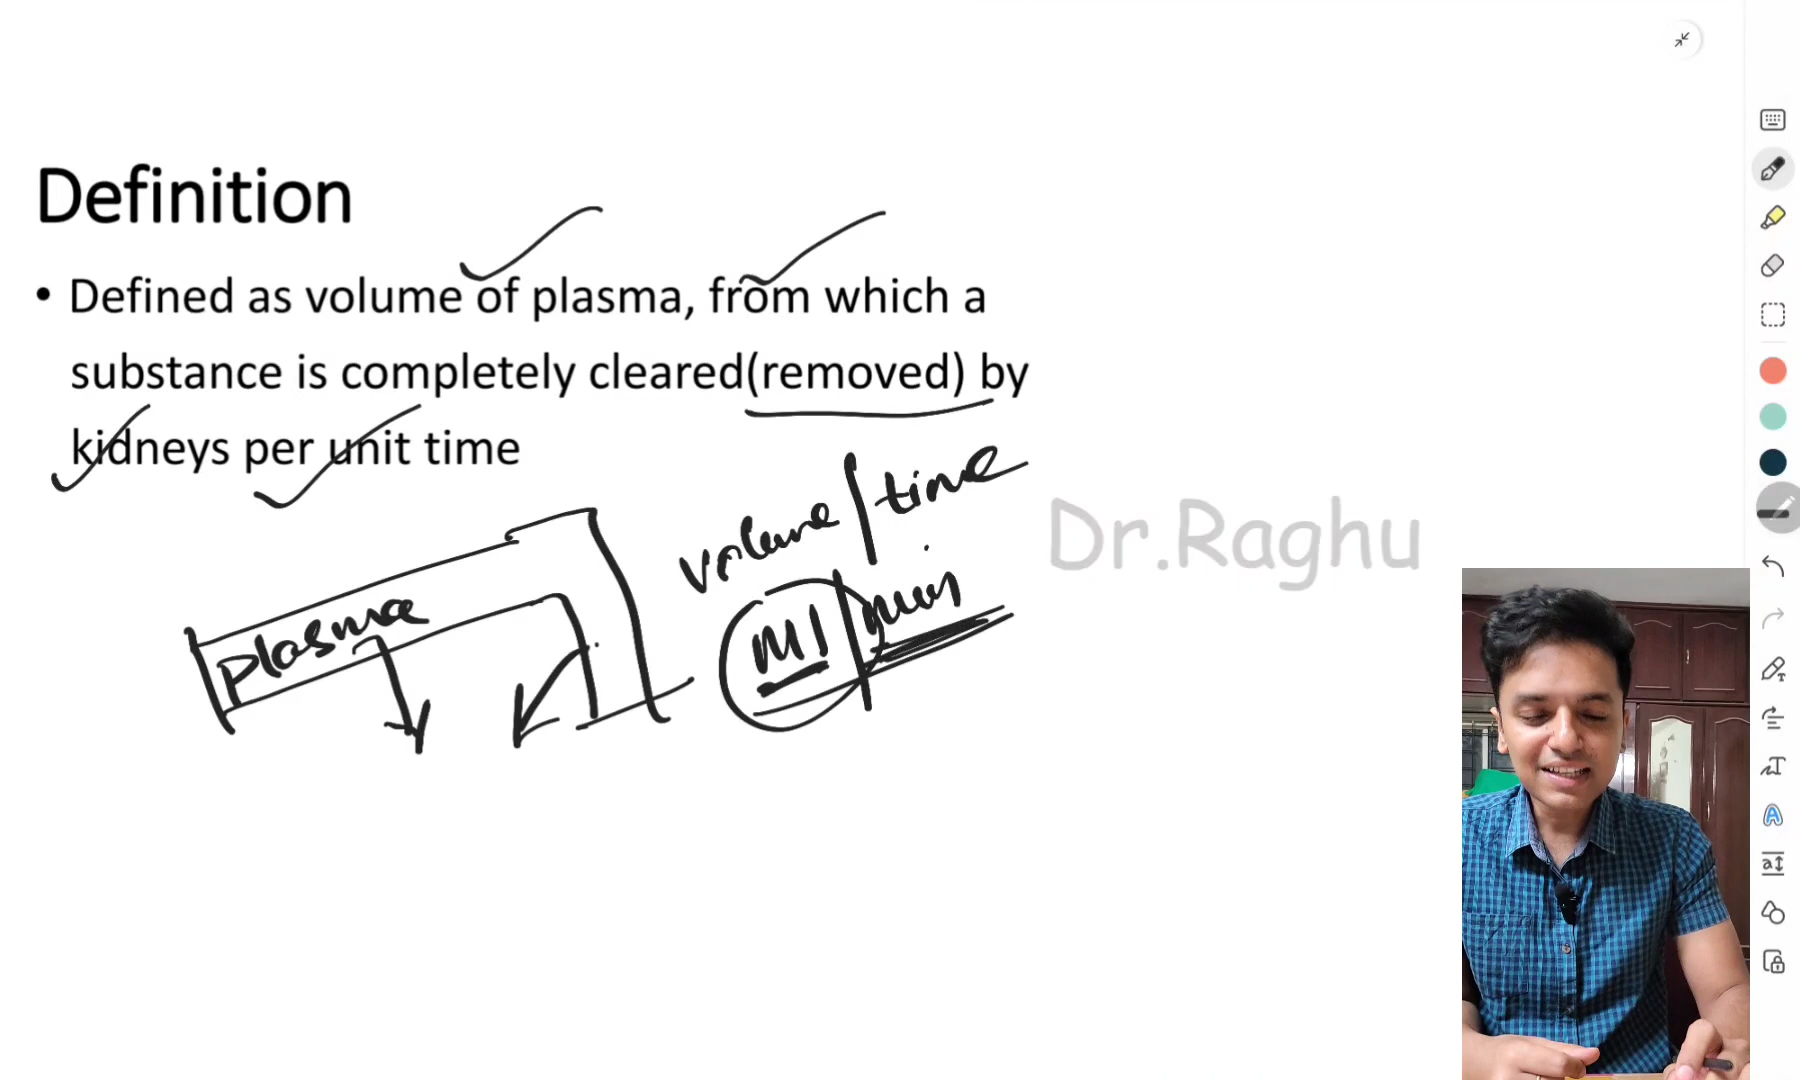 Definition
• Defined as volume of plasma, from which a
substance is completely cleared(removed) by
kidneys per unit time
volume/time
Dr.Raghu
plasma
Ml/min